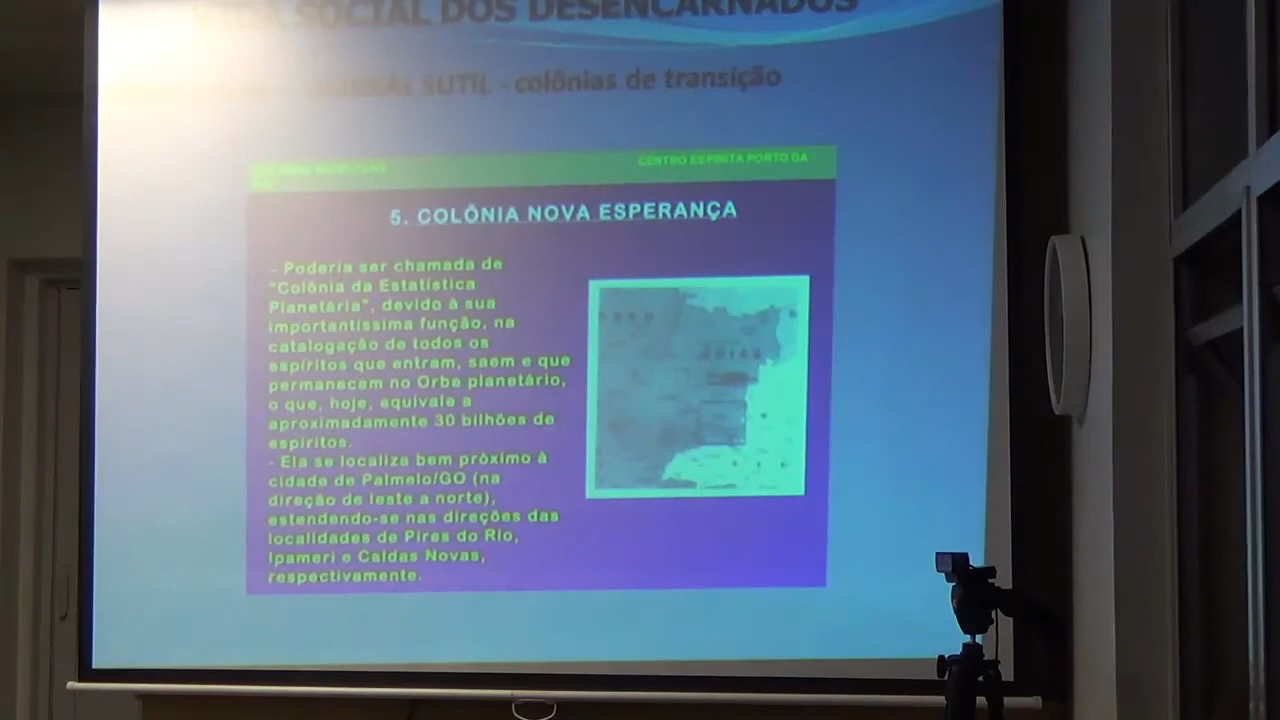 VIDA SOCIAL DOS DESENCARNADOS
UMBRAL SUTIL - colônias de transição
CENTRO ESPIRITA PORTO DA
5. COLÔNIA NOVA ESPERANÇA
- Poderia ser chamada de
"Colônia da Estatística
Planetária", devido à sua
importantíssima função, na
catalogação de todos os
espíritos que entram, saem e que
permanecem no Orbe planetário,
o que, hoje, equivale a
aproximadamente 30 bilhões de
espíritos.
- Ela se localiza bem próximo à
cidade de Palmelo/GO (na
direção de leste a norte),
estendendo-se nas direções das
localidades de Pires do Rio,
Ipameri e Caldas Novas,
respectivamente.
GOIÁS